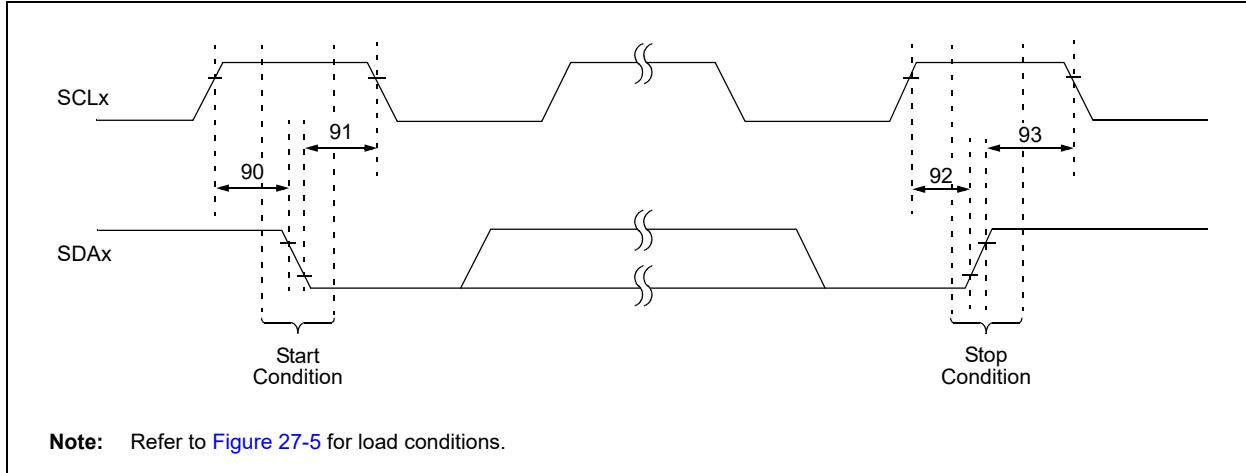 SCLx
91
93
90
92
SDAx
Start
Condition
Stop
Condition
Note: Refer to Figure 27-5 for load conditions.